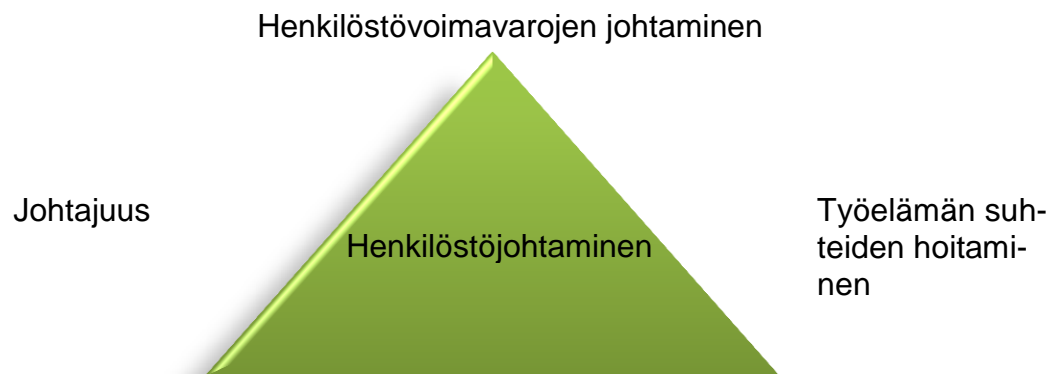 Henkilöstövoimavarojen johtaminen
Johtajuus
Henkilöstöjohtaminen
Työelämän suh-
teiden hoitami-
nen